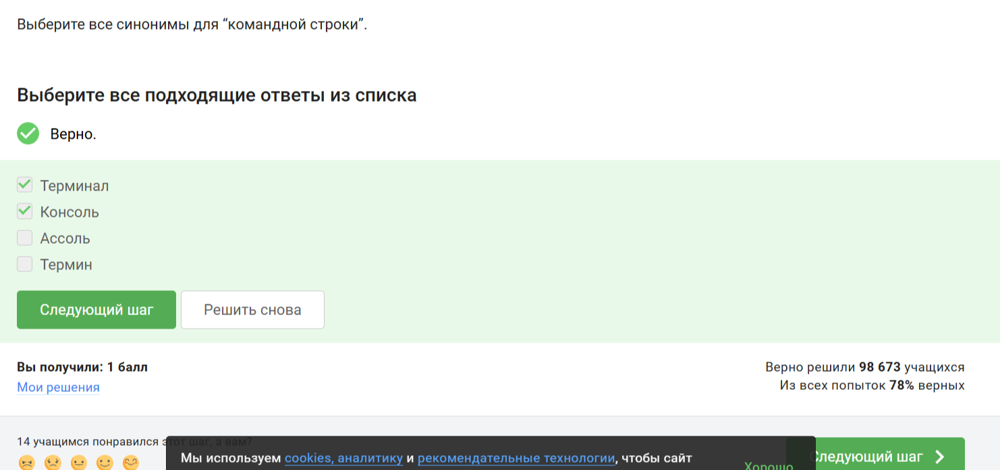 Выберите все синонимы для “командной строки”.
Выберите все подходящие ответы из списка
Верно.
Терминал
Консоль
Ассоль
Термин
Следующий шаг
Решить снова
Вы получили: 1 балл
Мои решения
Верно решили 98 673 учащихся
Из всех попыток 78% верных
14 учащимся понравился этот шаг, а вам?
Мы используем cookies, аналитику и рекомендательные технологии, чтобы сайт
Хорошо
Следующий шаг